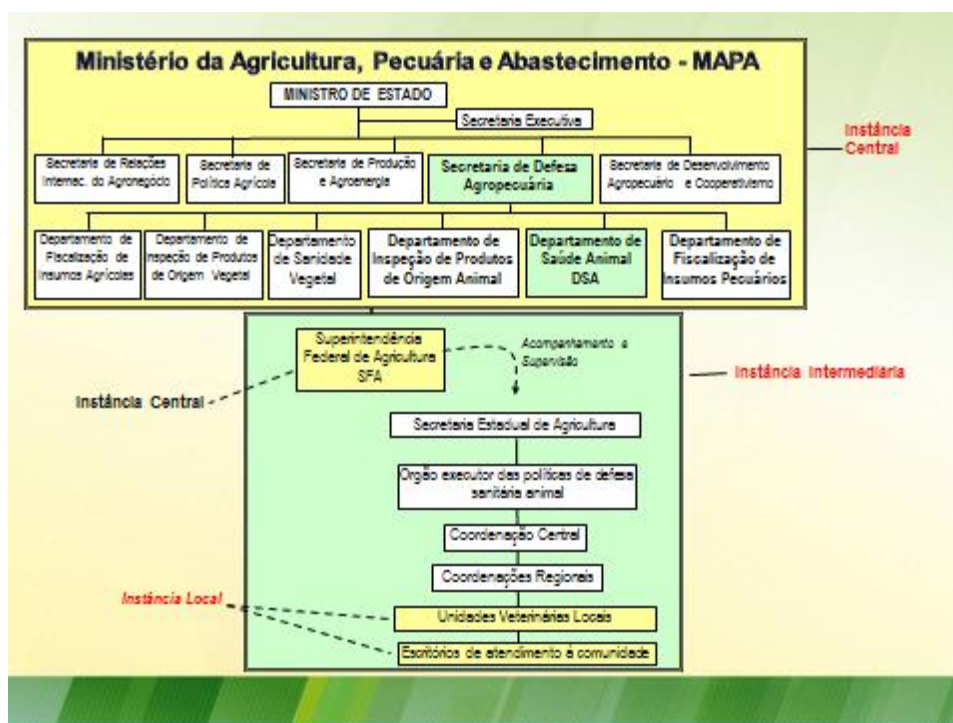 Ministério da Agricultura, Pecuária e Abastecimento - MAPA
MINISTRO DE ESTADO
Secretaria Executiva
Instância
Central
Secretaria de Relações
Internac. do Agronegócio
Secretaria de
Política Agrícola
Secretaria de Produção
e Agroenergia
Secretaria de Defesa
Agropecuária
Secretaria de Desenvolvimento
Agropecuário e Cooperativismo
Departamento de
Fiscalização de
Insumos Agrícolas
Departamento de
Inspeção de Produtos
de Origem Vegetal
Departamento
de Sanidade
Vegetal
Departamento de
Inspeção de Produtos
de Origem Animal
Departamento de
Saúde Animal
DSA
Departamento de
Fiscalização de
Insumos Pecuários
Superintendência
Federal de Agricultura
SFA
Acompanhamento e
Supervisão
Instância Intermediária
Instância Central
Secretaria Estadual de Agricultura
Orgão executor das políticas de defesa
sanitária animal
Coordenação Central
Coordenações Regionais
Instância Local
Unidades Veterinárias Locais
Escritórios de atendimento à comunidade